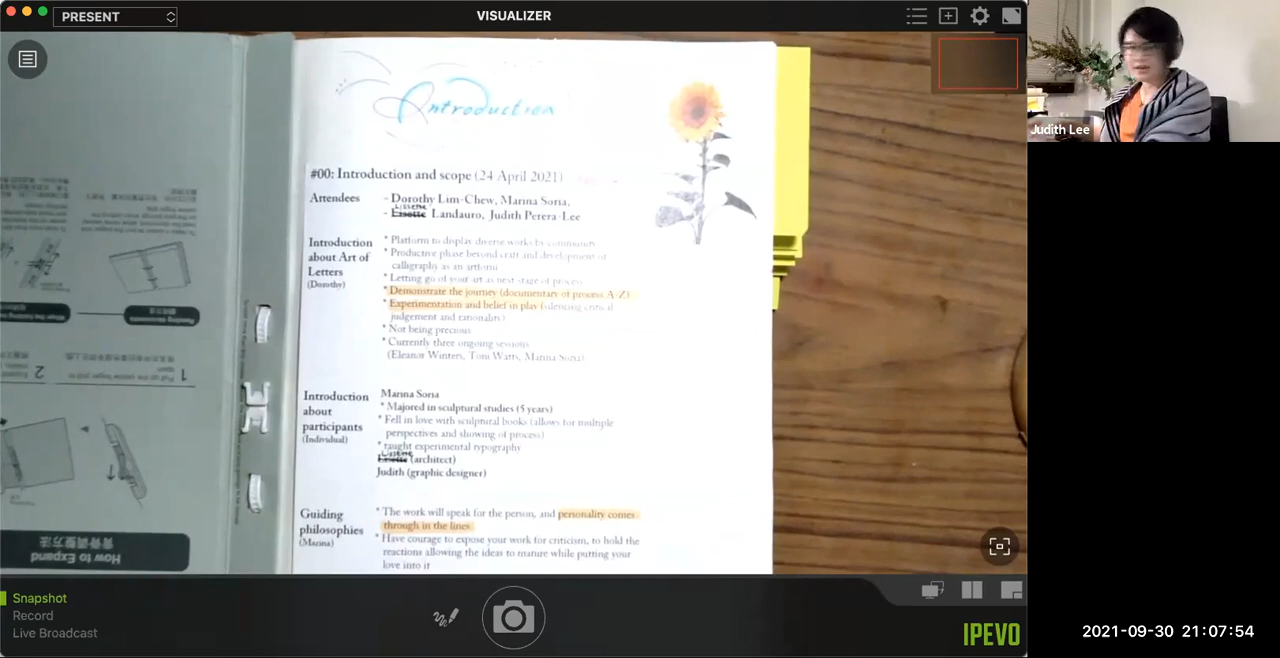 PRESENT
VISUALIZER
Judith Lee
Introduction
#00: Introduction and scope (24 April 2021)
Attendees - Dorothy Lim-Chew, Marina Soria,
- Lissette Landauro, Judith Perera-Lee
Introduction about Art of Letters (Dorothy)
* Platform to display diverse works by community
* Productive phase beyond craft and development of
calligraphy as an artform
* Letting go of your art as next stage of process
* Demonstrate the journey (documentary of process A-Z)
* Experimentation and belief in play (silencing critical
judgement and rationality)
* Not being precious
* Currently three ongoing sessions
(Eleanor Winters, Toni Watts, Marina Soria)
Introduction about participants (Individual)
Marina Soria
* Majored in sculptural studies (5 years)
* Fell in love with sculptural books (allows for multiple
perspectives and showing of process)
* taught experimental typography
(architect)
Judith (graphic designer)
Guiding philosophies (Marina)
* The work will speak for the person, and personality comes
through in the lines
* Have courage to expose your work for criticism, to hold the
reactions allowing the ideas to mature while putting your
love into it
How to Expand
Snapshot
Record
Live Broadcast
IPEVO
2021-09-30 21:07:54